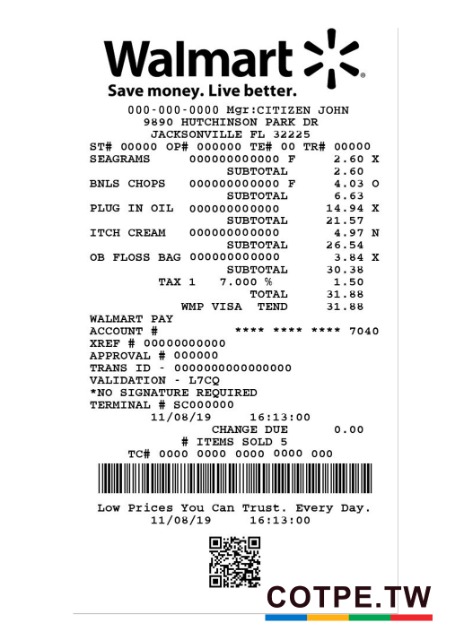 Walmart
Save money. Live better.
000-000-0000 Mgr:CITIZEN JOHN
9890 HUTCHINSON PARK DR
JACKSONVILLE FL 32225
ST# 00000 OP# 000000 TE# 00 TR# 00000
SEAGRAMS 000000000000 F 2.60 X
SUBTOTAL 2.60
BNLS CHOPS 000000000000 F 4.03 O
SUBTOTAL 6.63
PLUG IN OIL 000000000000 14.94 X
SUBTOTAL 21.57
ITCH CREAM 000000000000 4.97 N
SUBTOTAL 26.54
OB FLOSS BAG 000000000000 3.84 X
SUBTOTAL 30.38
TAX 1 7.000 % 1.50
TOTAL 31.88
WMP VISA TEND 31.88
WALMART PAY
ACCOUNT # **** **** **** 7040
XREF # 00000000000
APPROVAL # 000000
TRANS ID - 0000000000000000
VALIDATION - L7CQ
*NO SIGNATURE REQUIRED
TERMINAL # SC000000
11/08/19 16:13:00
CHANGE DUE 0.00
# ITEMS SOLD 5
TC# 0000 0000 0000 0000 000
Low Prices You Can Trust. Every Day.
11/08/19 16:13:00
COTPE.TW